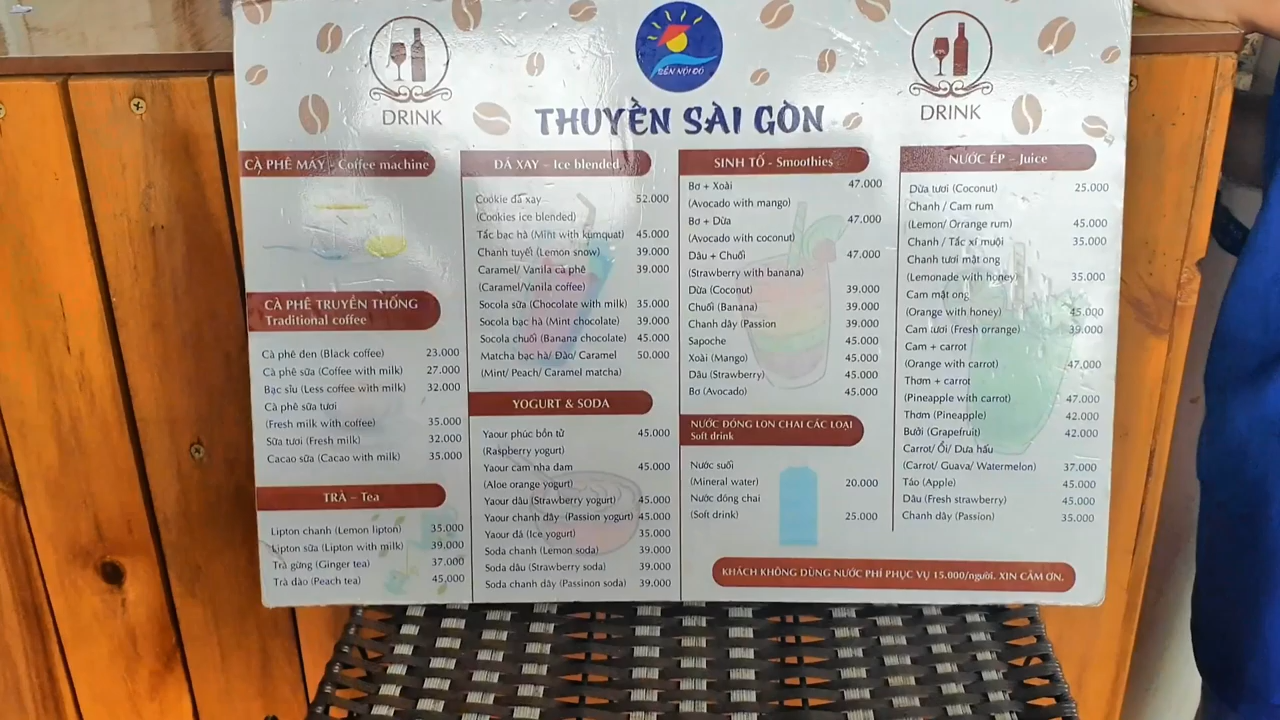 DRINK
BẾN NỘI ĐÔ
DRINK
THUYỀN SÀI GÒN
CÀ PHÊ MÁY - Coffee machine
CÀ PHÊ TRUYỀN THỐNG
Traditional coffee
Cà phê đen (Black coffee) 23.000
Cà phê sữa (Coffee with milk) 27.000
Bạc sỉu (Less coffee with milk) 32.000
Cà phê sữa tươi
(Fresh milk with coffee) 35.000
Sữa tươi (Fresh milk) 32.000
Cacao sữa (Cacao with milk) 35.000
TRÀ – Tea
Lipton chanh (Lemon lipton) 35.000
Lipton sữa (Lipton with milk) 39.000
Trà gừng (Ginger tea) 37.000
Trà đào (Peach tea) 45,000
ĐÁ XAY – Ice blended
Cookie đá xay 52.000
(Cookies ice blended)
Tắc bạc hà (Mint with kumquat) 45.000
Chanh tuyết (Lemon snow) 39.000
Caramel/ Vanila cà phê 39.000
(Caramel/Vanila coffee)
Socola sữa (Chocolate with milk) 35.000
Socola bạc hà (Mint chocolate) 39.000
Socola chuối (Banana chocolate) 45.000
Matcha bạc hà/ Đào/ Caramel 50.000
(Mint/ Peach/ Caramel matcha)
YOGURT & SODA
Yaour phúc bồn tử 45.000
(Raspberry yogurt)
Yaour cam nha đam 45.000
(Aloe orange yogurt)
Yaour dâu (Strawberry yogurt) 45.000
Yaour chanh dây (Passion yogurt) 45.000
Yaour đá (Ice yogurt) 35.000
Soda chanh (Lemon soda) 39.000
Soda dâu (Strawberry soda) 39.000
Soda chanh dây (Passinon soda) 39.000
SINH TỐ - Smoothies
Bơ + Xoài 47.000
(Avocado with mango)
Bơ + Dừa 47.000
(Avocado with coconut)
Dâu + Chuối 47.000
(Strawberry with banana)
Dừa (Coconut) 39.000
Chuối (Banana) 39.000
Chanh dây (Passion 39.000
Sapoche 45.000
Xoài (Mango) 45.000
Dâu (Strawberry) 45.000
Bơ (Avocado) 45.000
NƯỚC ĐÓNG LON CHAI CÁC LOẠI
Soft drink
Nước suối
(Mineral water) 20.000
Nước đóng chai
(Soft drink) 25.000
NƯỚC ÉP – Juice
Dừa tươi (Coconut) 25.000
Chanh / Cam rum
(Lemon/ Orrange rum) 45.000
Chanh / Tắc xí muội 35.000
Chanh tươi mật ong
(Lemonade with honey) 35.000
Cam mật ong
(Orange with honey) 45.000
Cam tươi (Fresh orrange) 39.000
Cam + carrot
(Orange with carrot) 47.000
Thơm + carrot
(Pineapple with carrot) 47.000
Thơm (Pineapple) 42.000
Bưởi (Grapefruit) 42.000
Carrot/ Ổi/ Dưa hấu
(Carrot/ Guava/ Watermelon) 37.000
Táo (Apple) 45.000
Dâu (Fresh strawberry) 45.000
Chanh dây (Passion) 35.000
KHÁCH KHÔNG DÙNG NƯỚC PHÍ PHỤC VỤ 15.000/người. XIN CẢM ƠN.